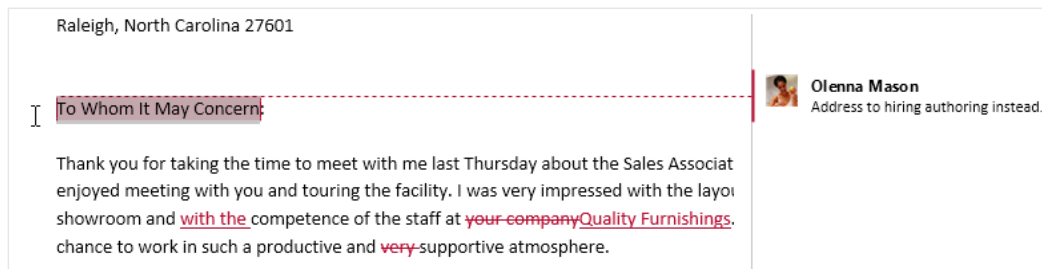 Raleigh, North Carolina 27601
To Whom It May Concern:
Olenna Mason
Address to hiring authoring instead.
Thank you for taking the time to meet with me last Thursday about the Sales Associat
enjoyed meeting with you and touring the facility. I was very impressed with the layou
showroom and with the competence of the staff at your companyQuality Furnishings.
chance to work in such a productive and very supportive atmosphere.